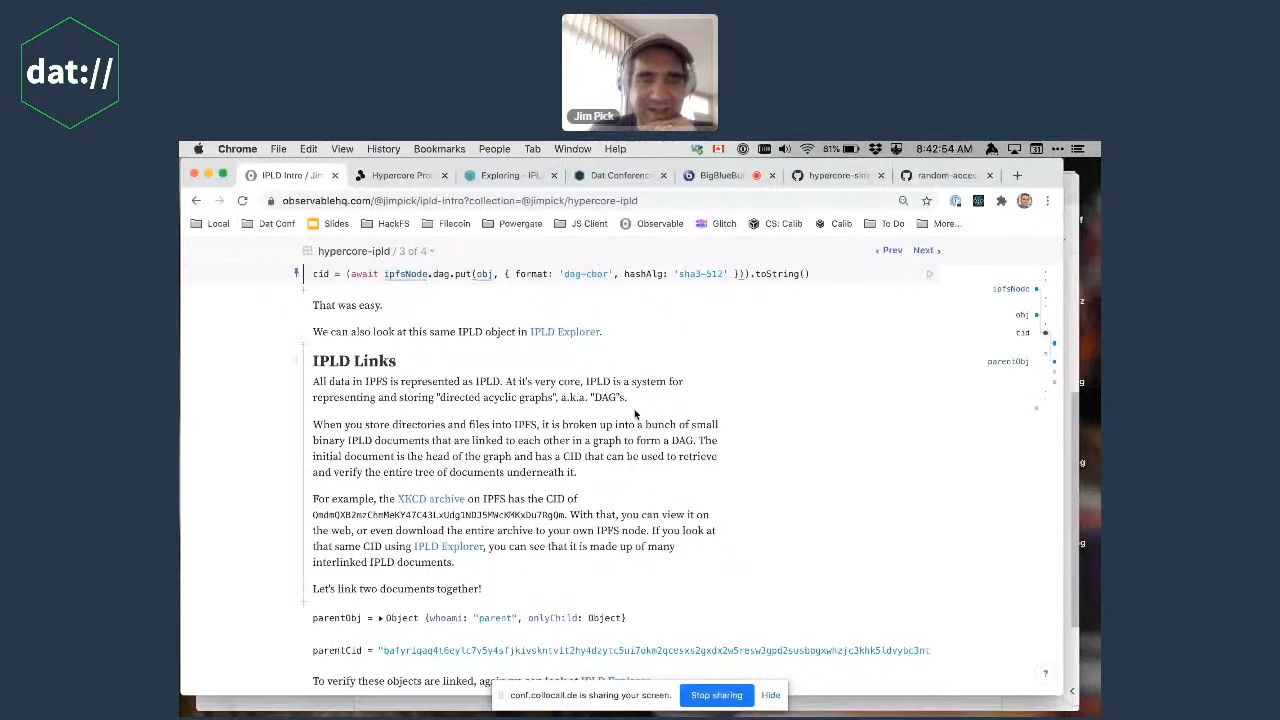 dat://
Jim Pick
Chrome File Edit View History Bookmarks People Tab Window Help 81% 8:42:54 AM
IPLD Intro / Jim Hypercore Pro Exploring - IPL Dat Conference BigBlueBu hypercore-sim random-acces
observablehq.com/@jimpick/ipld-intro?collection=@jimpick/hypercore-ipld
Local Dat Conf Slides HackFS Filecoin Powergate JS Client Observable Glitch CS: Calib Calib To Do More...
hypercore-ipld / 3 of 4 Prev Next
cid = (await ipfsNode.dag.put(obj, { format: 'dag-cbor', hashAlg: 'sha3-512' })).toString()
ipfsNode
That was easy.
obj
We can also look at this same IPLD object in IPLD Explorer.
cid
IPLD Links
parentObj
All data in IPFS is represented as IPLD. At it's very core, IPLD is a system for
representing and storing "directed acyclic graphs", a.k.a. "DAG"s.
When you store directories and files into IPFS, it is broken up into a bunch of small
binary IPLD documents that are linked to each other in a graph to form a DAG. The
initial document is the head of the graph and has a CID that can be used to retrieve
and verify the entire tree of documents underneath it.
For example, the XKCD archive on IPFS has the CID of
QmdmQXB2mzChmMeKY47C43LxUdg1NDJ5MWcKMKxDu7RgQm. With that, you can view it on
the web, or even download the entire archive to your own IPFS node. If you look at
that same CID using IPLD Explorer, you can see that it is made up of many
interlinked IPLD documents.
Let's link two documents together!
parentObj = ▸ Object {whoami: "parent", onlyChild: Object}
parentCid =
To verify these objects are linked, again we can look at IPLD Explorer
conf.collocall.de is sharing your screen. Stop sharing Hide
?